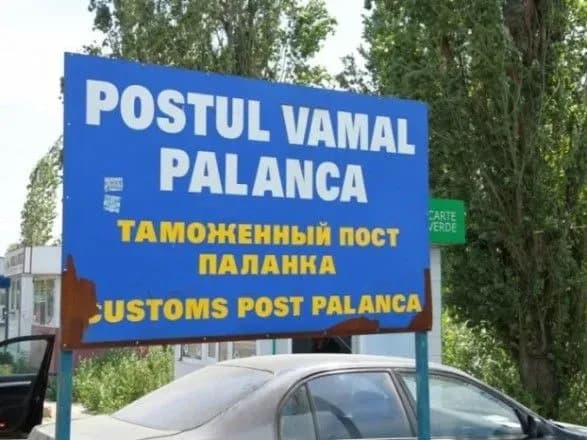 POSTUL VAMAL
PALANCA
ТАМОЖЕННЫЙ ПОСТ
ПАЛАНКА
CUSTOMS POST PALANCA
CARTE
VERDE